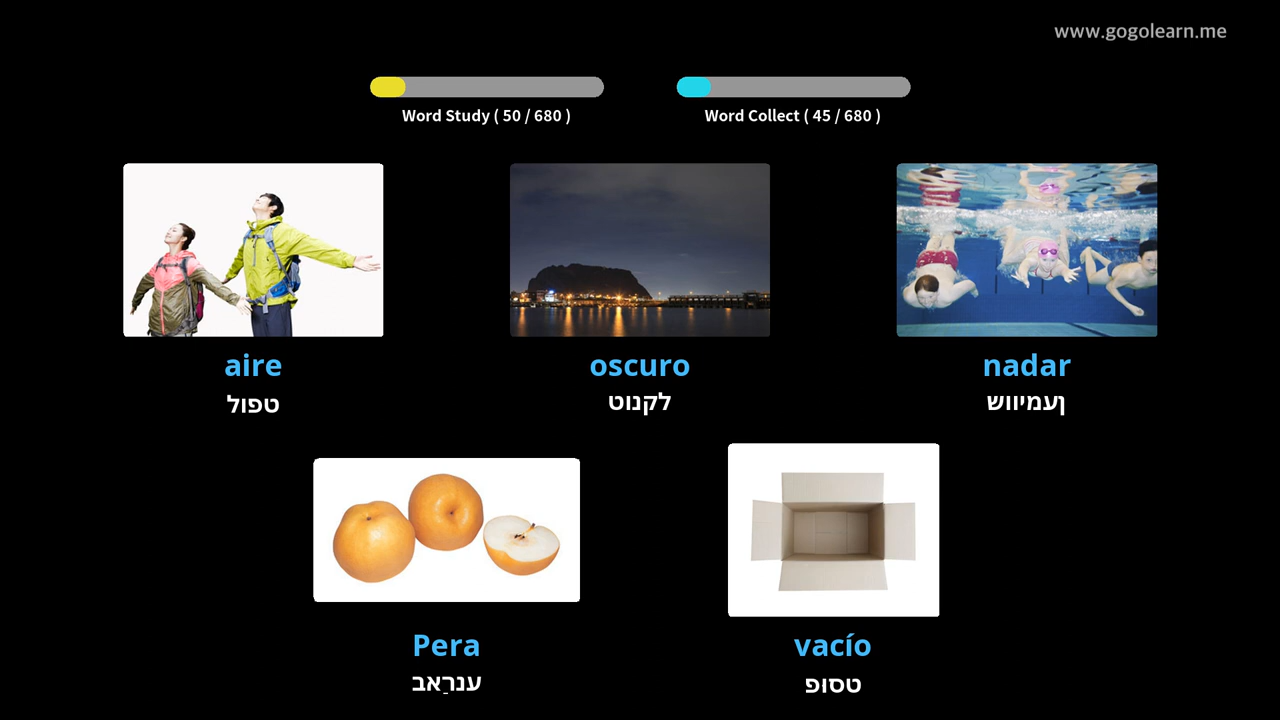 www.gogolearn.me
Word Study ( 50 / 680 )
Word Collect ( 45 / 680 )
aire
טפול
oscuro
לקנוט
nadar
ןעמיווש
Pera
ענרַאב
vacío
טסוּפ